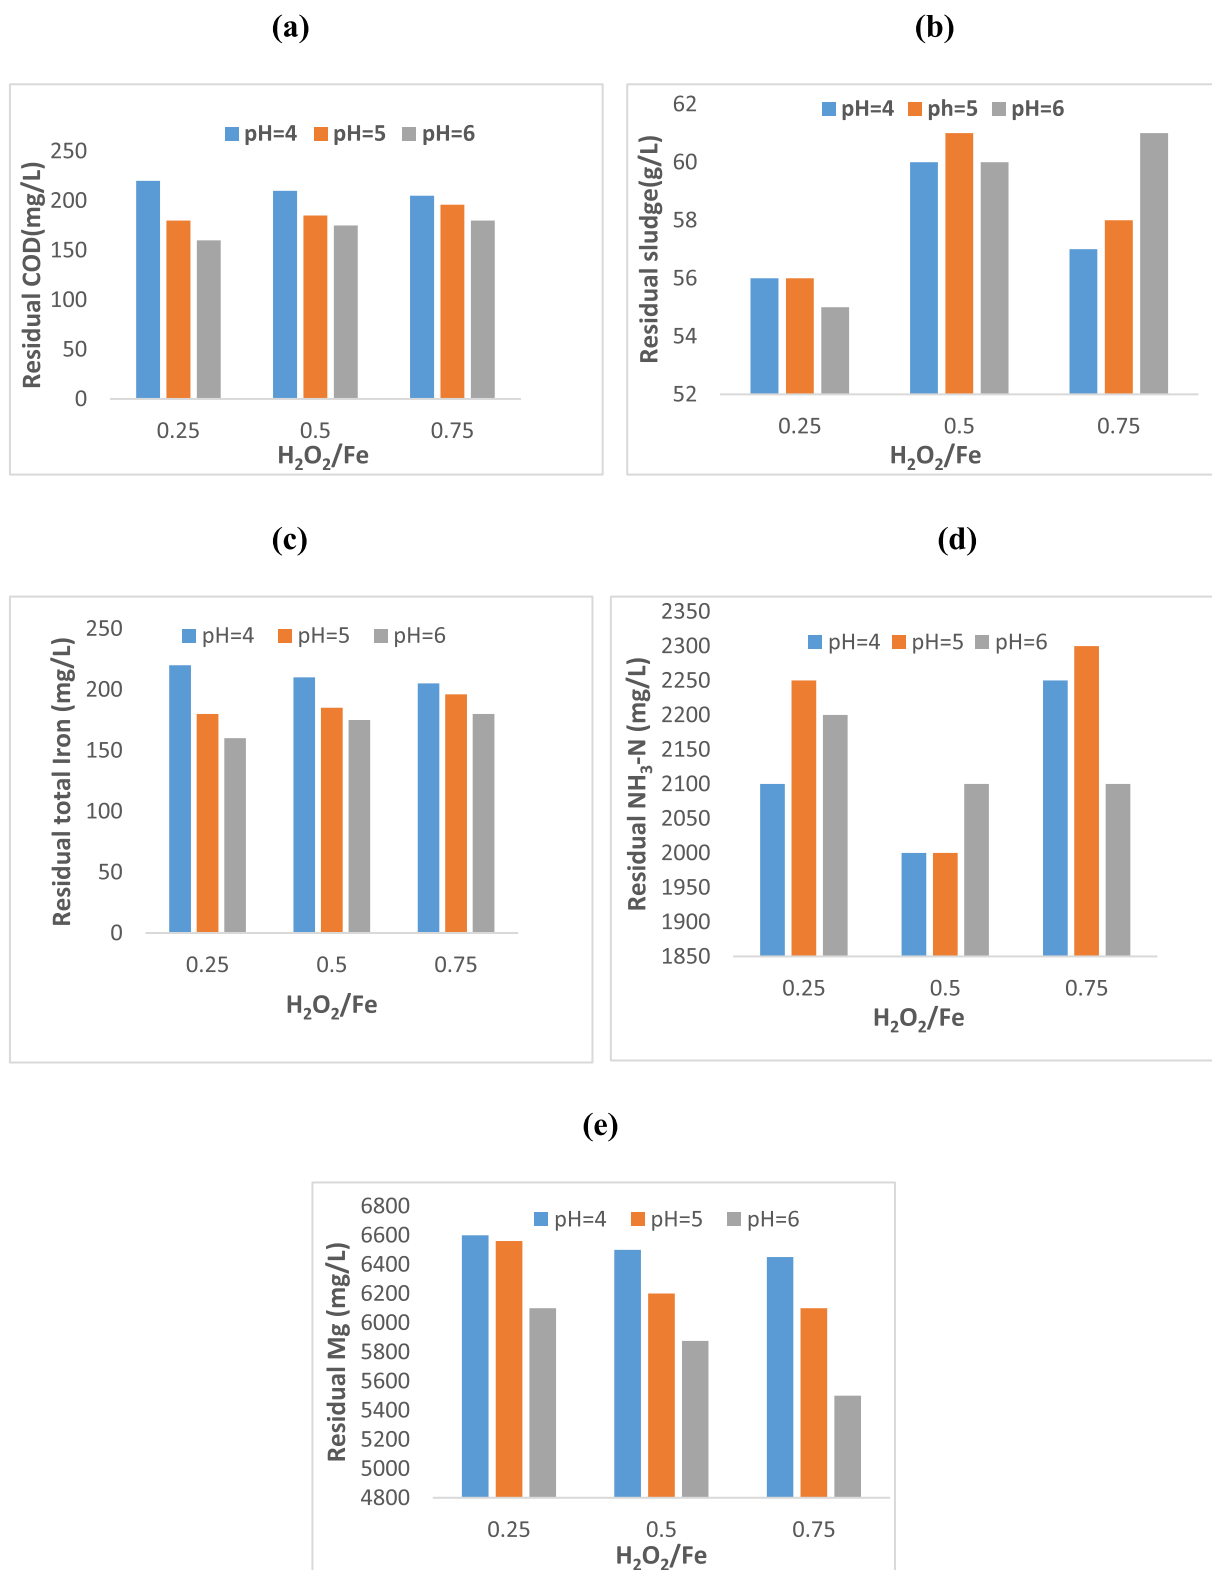 (a)
pH=4 pH=5 pH=6
Residual COD(mg/L)
250
200
150
100
50
0
0.25 0.5 0.75
H₂O₂/Fe
(b)
pH=4 ph=5 pH=6
Residual sludge(g/L)
62
60
58
56
54
52
0.25 0.5 0.75
H₂O₂/Fe
(c)
pH=4 pH=5 pH=6
Residual total Iron (mg/L)
250
200
150
100
50
0
0.25 0.5 0.75
H₂O₂/Fe
(d)
pH=4 pH=5 pH=6
Residual NH₃-N (mg/L)
2350
2300
2250
2200
2150
2100
2050
2000
1950
1900
1850
0.25 0.5 0.75
H₂O₂/Fe
(e)
pH=4 pH=5 pH=6
Residual Mg (mg/L)
6800
6600
6400
6200
6000
5800
5600
5400
5200
5000
4800
0.25 0.5 0.75
H₂O₂/Fe